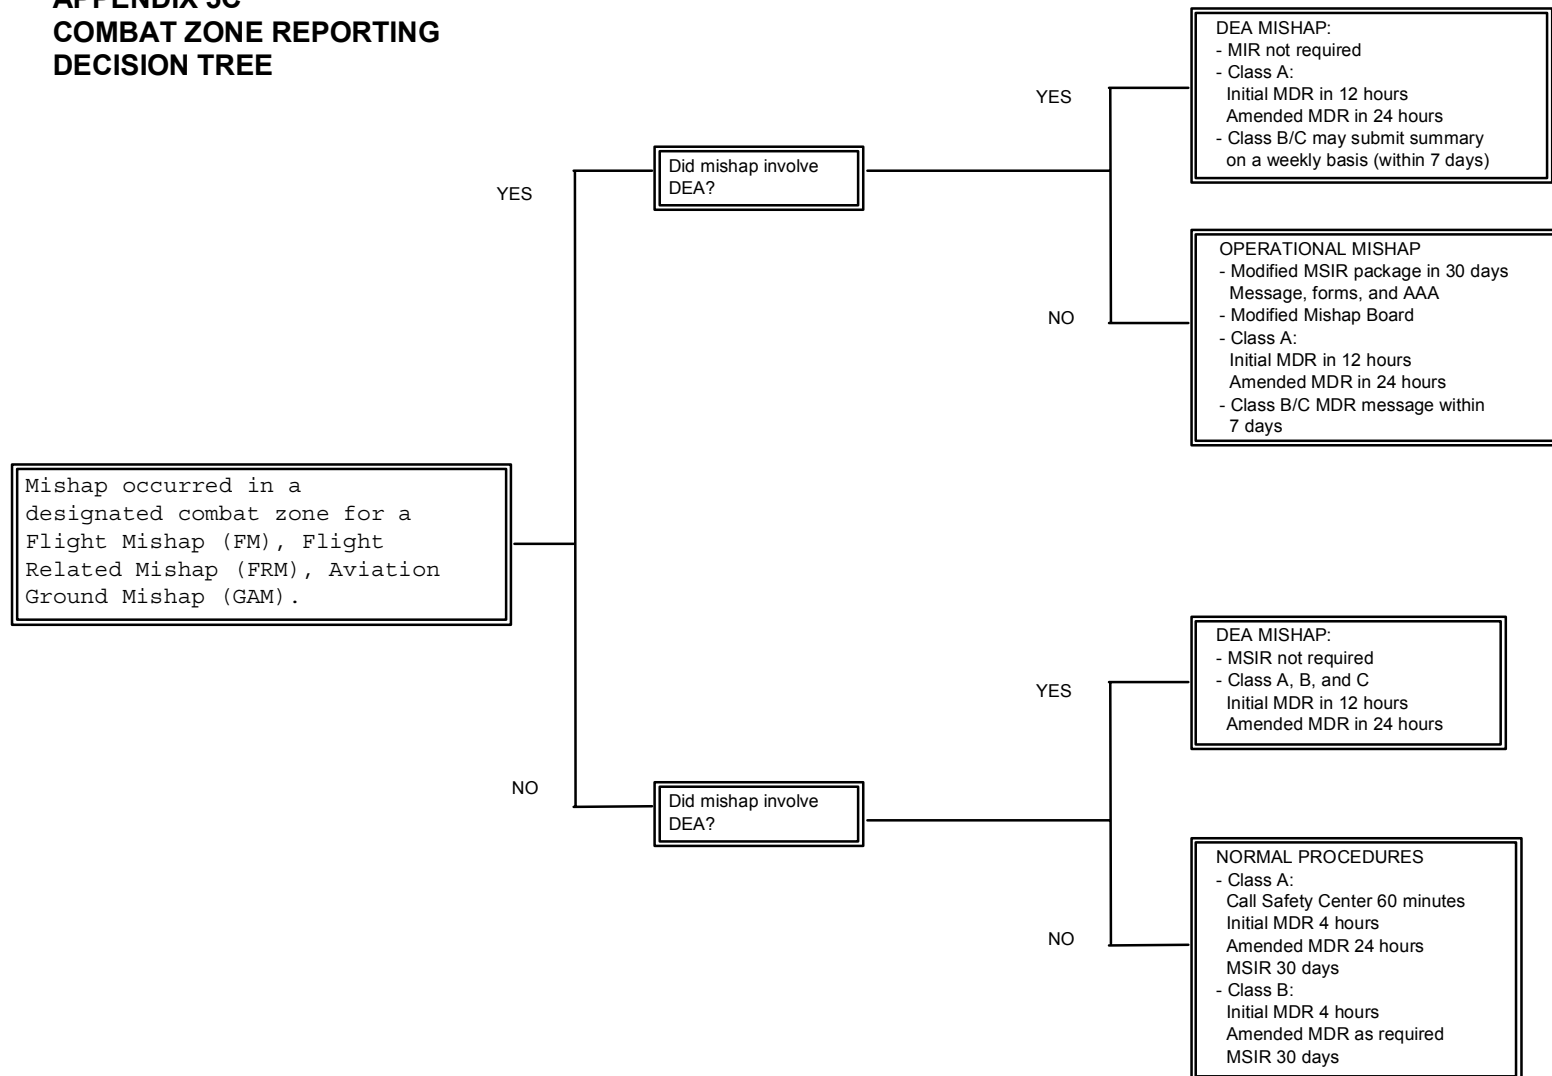 APPENDIX 5C
COMBAT ZONE REPORTING
DECISION TREE
Mishap occurred in a
designated combat zone for a
Flight Mishap (FM), Flight
Related Mishap (FRM), Aviation
Ground Mishap (GAM).
YES
Did mishap involve
DEA?
YES
DEA MISHAP:
- MIR not required
- Class A:
Initial MDR in 12 hours
Amended MDR in 24 hours
- Class B/C may submit summary
on a weekly basis (within 7 days)
NO
OPERATIONAL MISHAP
- Modified MSIR package in 30 days
Message, forms, and AAA
- Modified Mishap Board
- Class A:
Initial MDR in 12 hours
Amended MDR in 24 hours
- Class B/C MDR message within
7 days
NO
Did mishap involve
DEA?
YES
DEA MISHAP:
- MSIR not required
- Class A, B, and C
Initial MDR in 12 hours
Amended MDR in 24 hours
NO
NORMAL PROCEDURES
- Class A:
Call Safety Center 60 minutes
Initial MDR 4 hours
Amended MDR 24 hours
MSIR 30 days
- Class B:
Initial MDR 4 hours
Amended MDR as required
MSIR 30 days